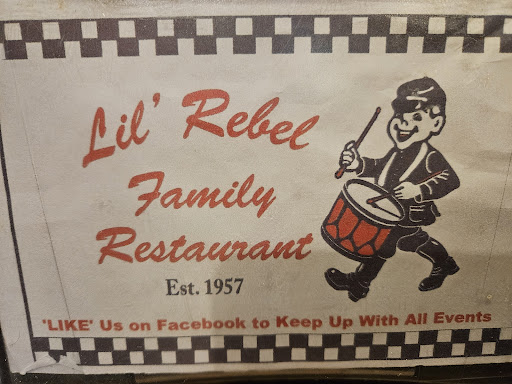 Lil' Rebel
Family
Restaurant
Est. 1957
'LIKE' Us on Facebook to Keep Up With All Events